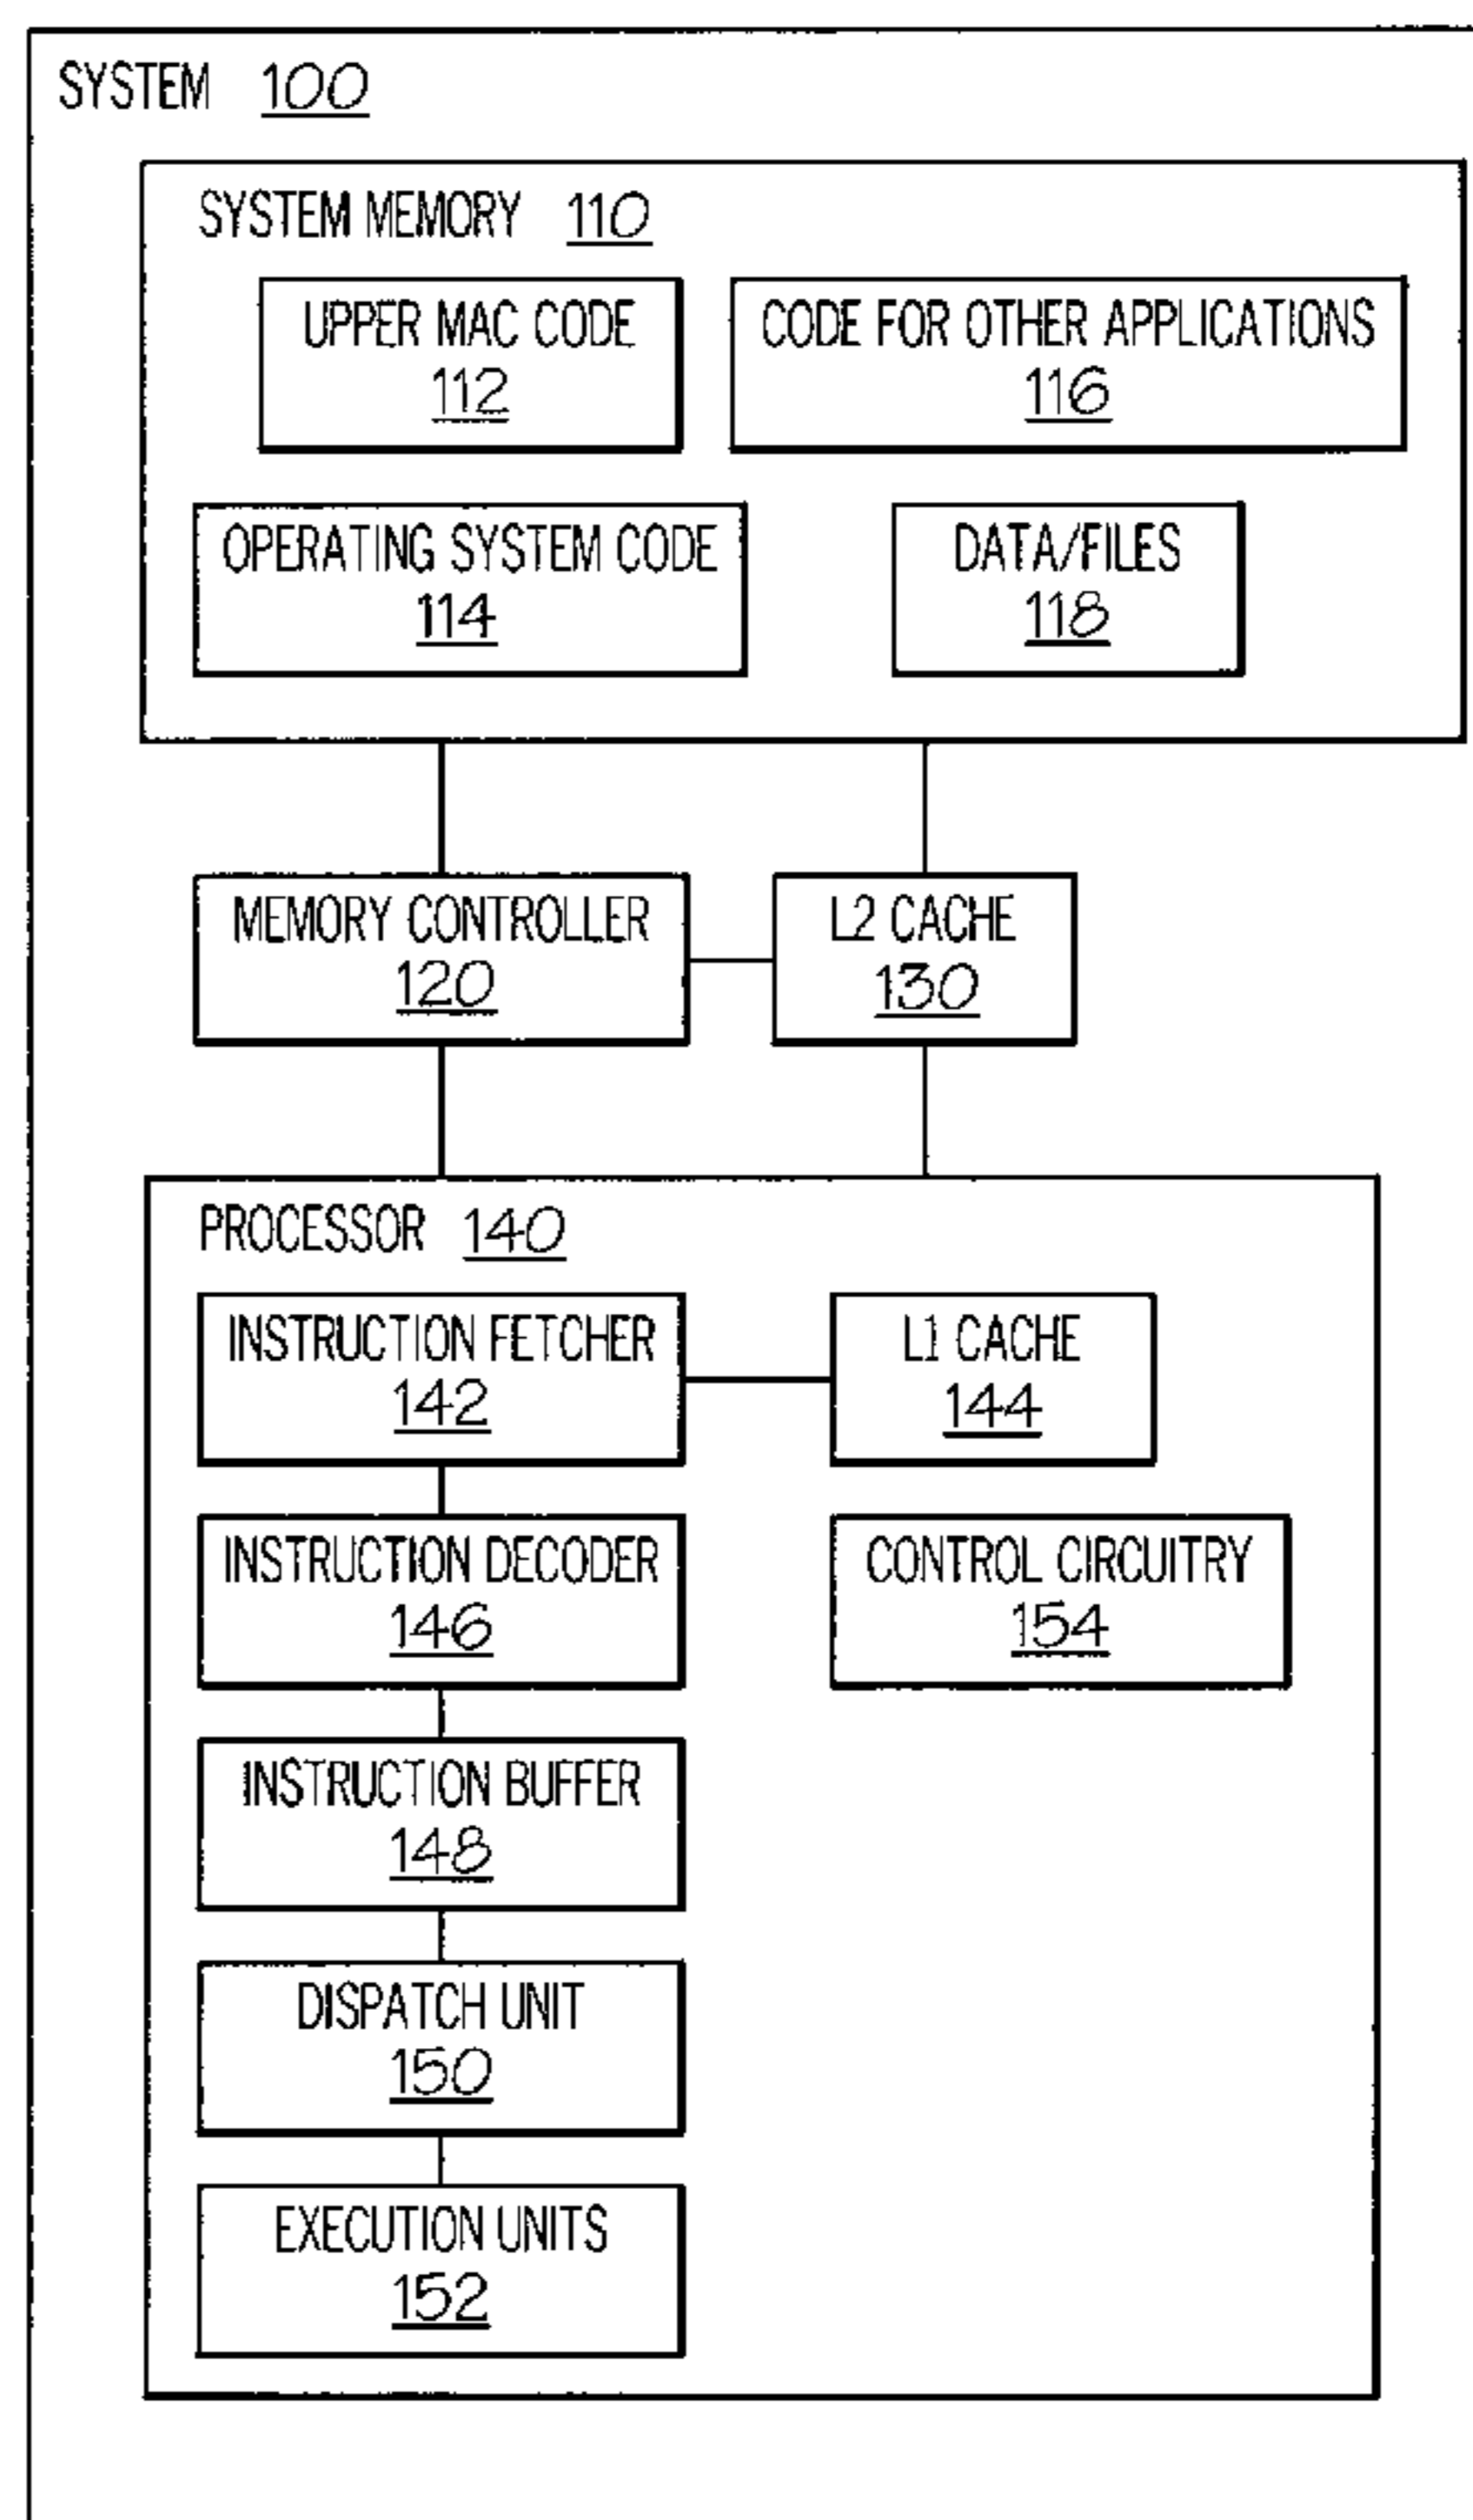 SYSTEM 100
SYSTEM MEMORY 110
UPPER MAC CODE
112
CODE FOR OTHER APPLICATIONS
116
OPERATING SYSTEM CODE
114
DATA/FILES
118
MEMORY CONTROLLER
120
L2 CACHE
130
PROCESSOR 140
INSTRUCTION FETCHER
142
L1 CACHE
144
INSTRUCTION DECODER
146
CONTROL CIRCUITRY
154
INSTRUCTION BUFFER
148
DISPATCH UNIT
150
EXECUTION UNITS
152